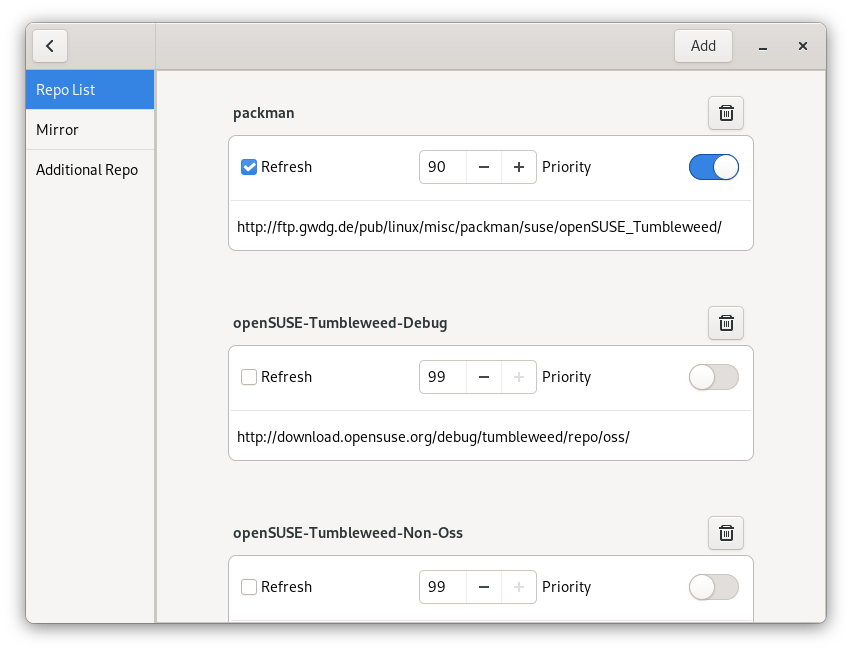 Add
Repo List
Mirror
Additional Repo
packman
Refresh 90 Priority
http://ftp.gwdg.de/pub/linux/misc/packman/suse/openSUSE_Tumbleweed/
openSUSE-Tumbleweed-Debug
Refresh 99 Priority
http://download.opensuse.org/debug/tumbleweed/repo/oss/
openSUSE-Tumbleweed-Non-Oss
Refresh 99 Priority